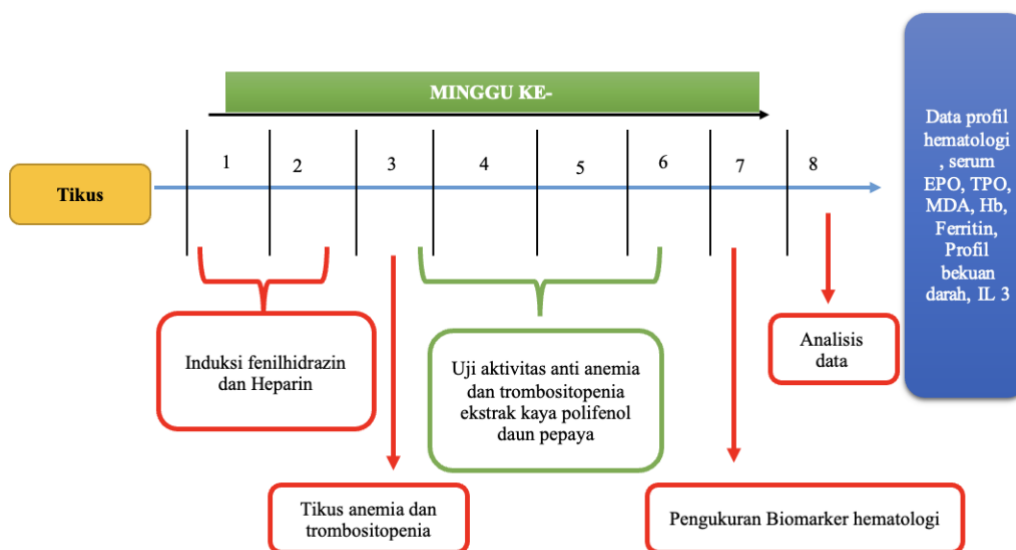 MINGGU KE-
1
2
3
4
5
6
7
8
Tikus
Data profil
hematologi
, serum
EPO, TPO,
MDA, Hb,
Ferritin,
Profil
bekuan
darah, IL 3
Induksi fenilhidrazin
dan Heparin
Uji aktivitas anti anemia
dan trombositopenia
ekstrak kaya polifenol
daun pepaya
Analisis
data
Tikus anemia dan
trombositopenia
Pengukuran Biomarker hematologi